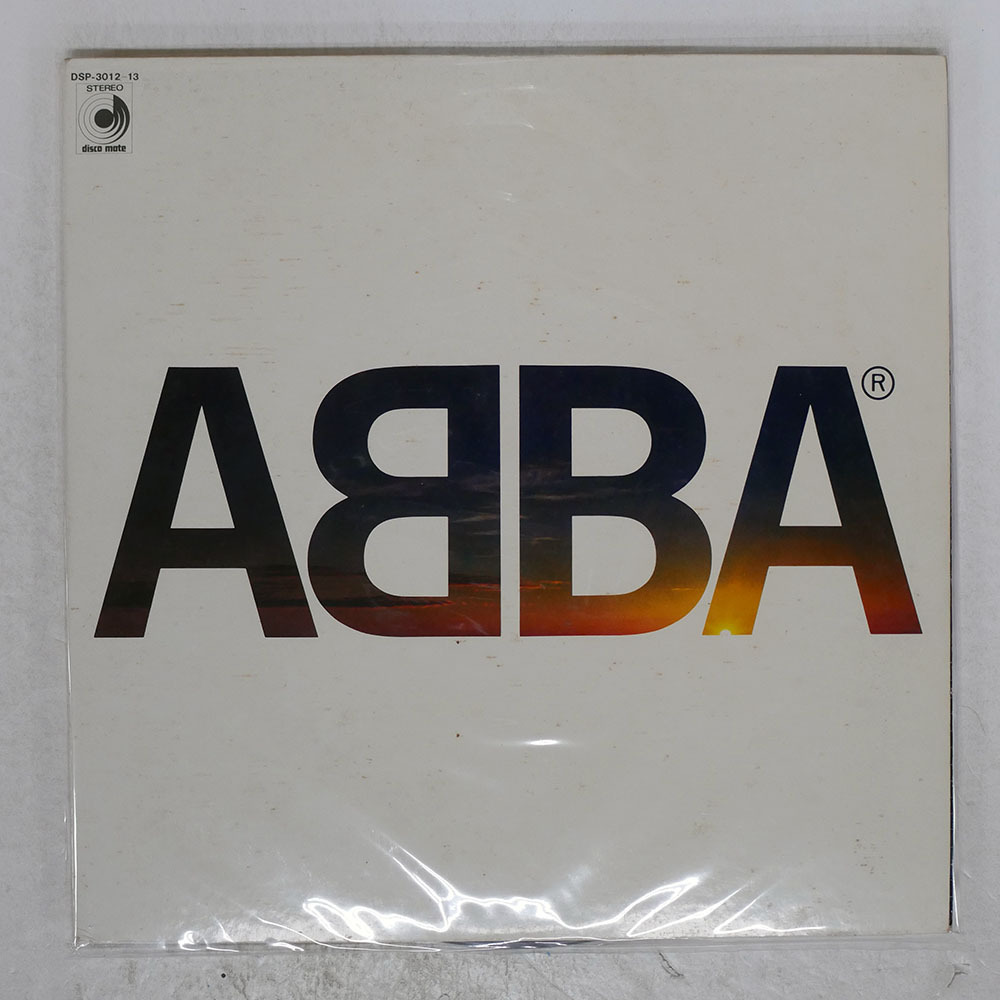 DSP-3012-13
STEREO
disco mate
ABBA®